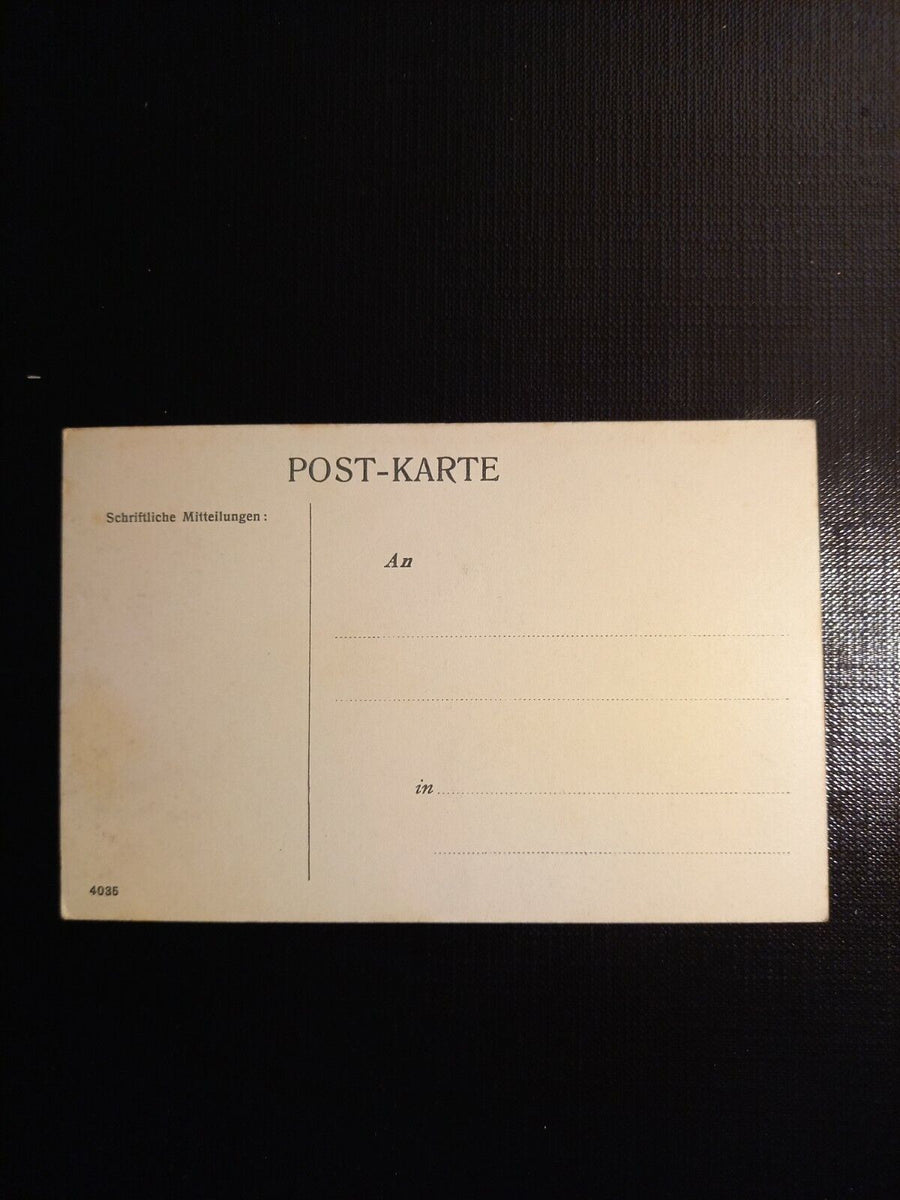 POST-KARTE
Schriftliche Mitteilungen:
An
in
4035